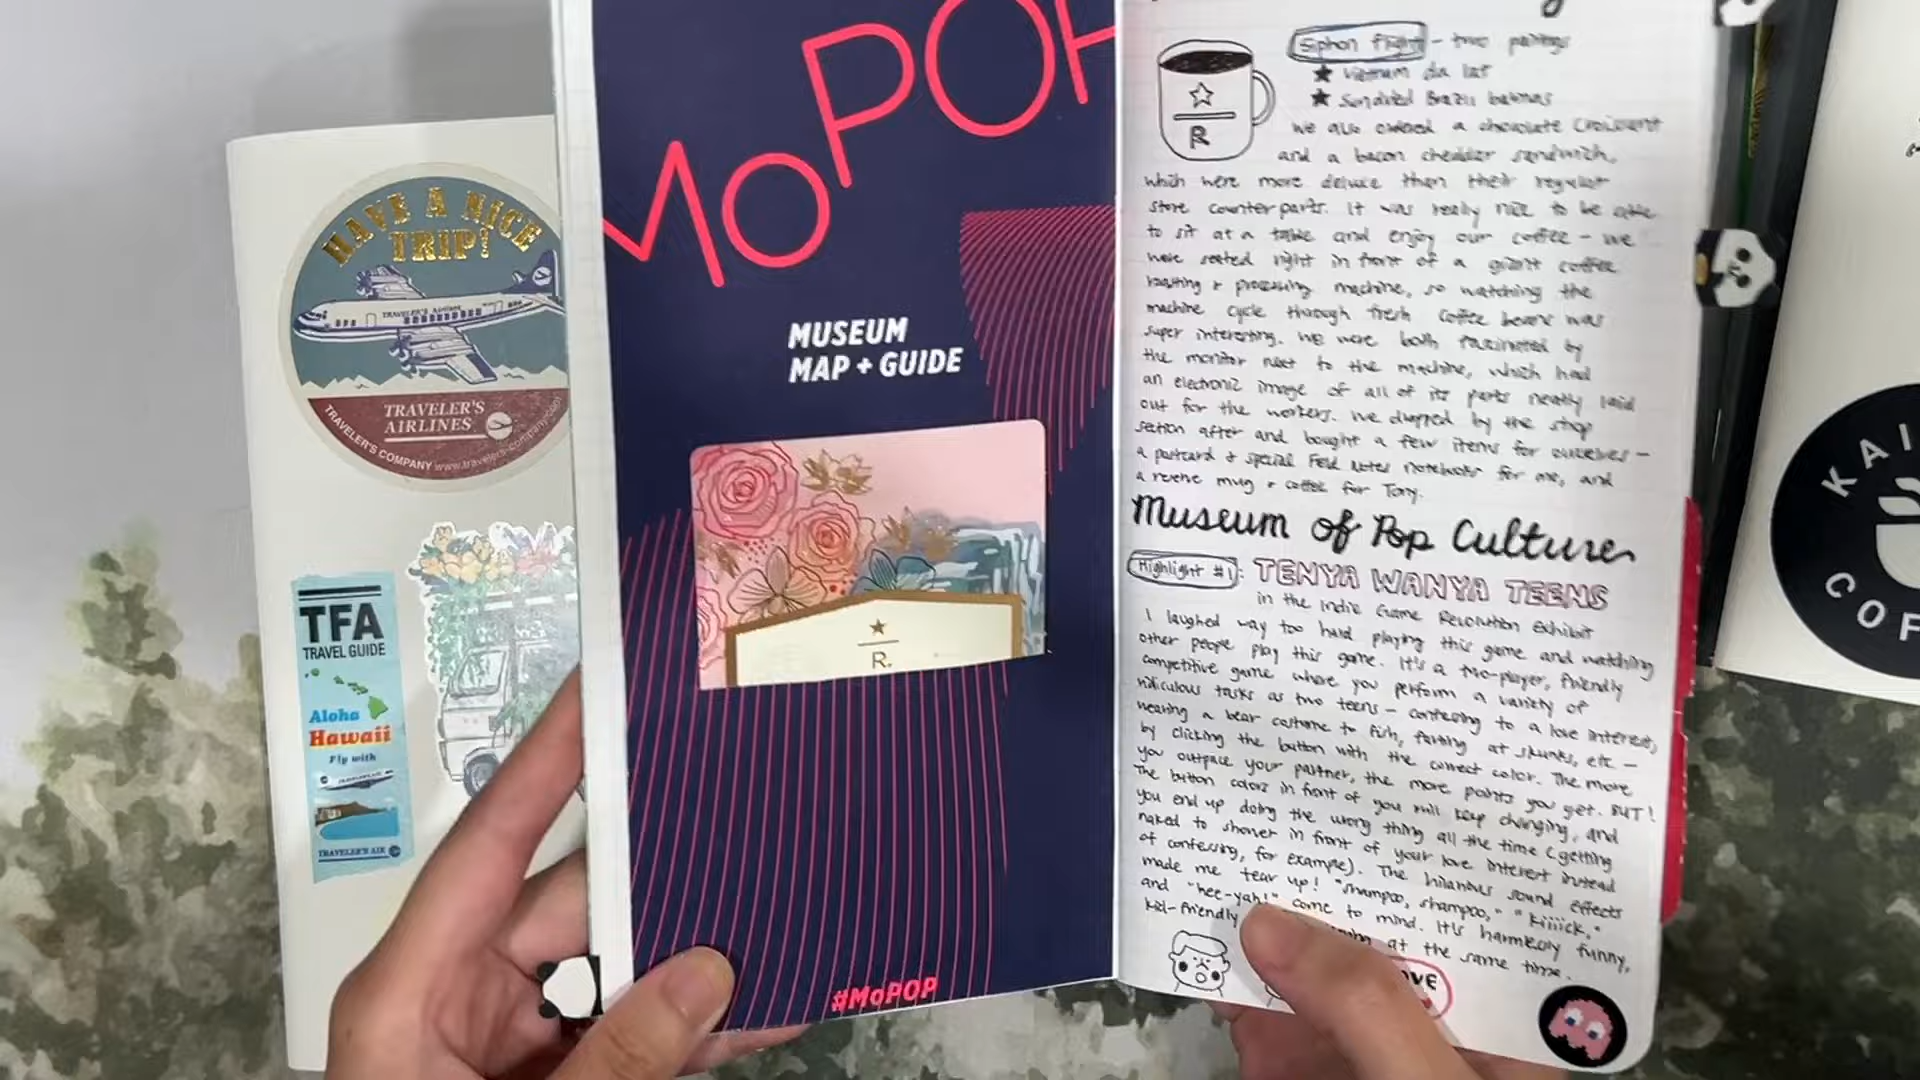 HAVE A NICE
TRIP!
TRAVELER'S Airlines
TRAVELER'S
AIRLINES
TRAVELER'S COMPANY www.travelers-company.com
TFA
TRAVEL GUIDE
Aloha
Hawaii
Fly with
TRAVELER'S AIR
MoPOP
MUSEUM
MAP + GUIDE
R.
#MoPOP
Siphon flight - two pairings
★ Vietnam da lat
★ Sundried Brazil
R
we also ordered a chocolate croissant
and a bacon cheddar sandwich,
which were more deluxe than their regular
store counterparts. It was really nice to be able
to sit at a table and enjoy our coffee - we
were seated right in front of a giant coffee
roasting + processing machine, so watching the
machine cycle through fresh coffee beans was
super interesting. We were both fascinated by
the monitor next to the machine, which had
an electronic image of all of its parts neatly laid
out for the workers. We dropped by the shop
section after and bought a few items for ourselves -
a postcard + special Field Notes notebooks for me, and
a reserve mug + coffee for Tony.
Museum of Pop Culture
Highlight #1: TENYA WANYA TEENS
in the Indie Game Revolution Exhibit
I laughed way too hard playing this game and watching
other people play this game. It's a two-player, friendly
competitive game where you perform a variety of
ridiculous tasks as two teens - confessing to a love interest,
wearing a bear costume to fish, farting at skunks, etc -
by clicking the button with the correct color. The more
you outpace your partner, the more points you get. BUT!
The button colors in front of you will keep changing, and
you end up doing the wrong thing all the time (getting
naked to shower in front of your love interest instead
of confessing, for example). The hilarious sound effects
made me tear up! "Shampoo, shampoo," "kiiiick,"
and "hee-yah!" come to mind. It's harmlessly funny,
kid-friendly at the same time.
KAI
COF